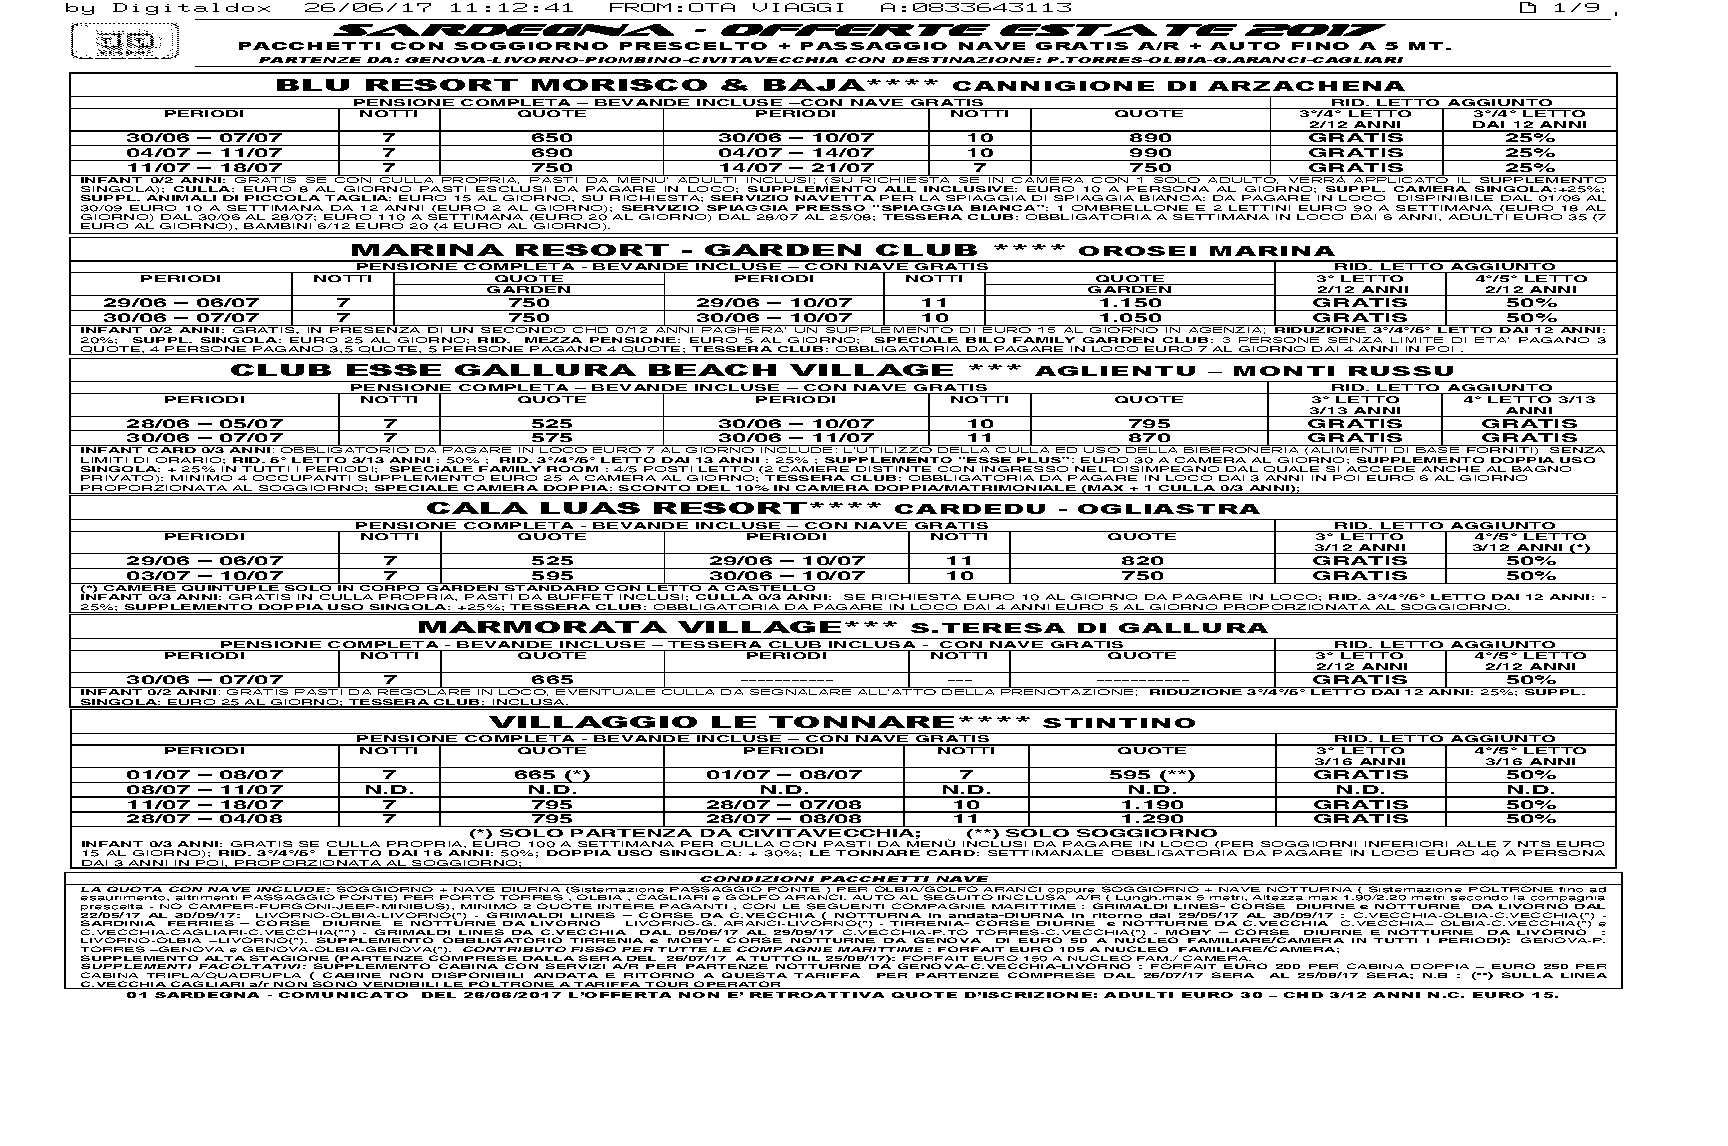 by Digitaldox 26/06/17 11:12:41 FROM:OTA VIAGGI A:0833643113 1/9
SARDEGNA - OFFERTE ESTATE 2017
PACCHETTI CON SOGGIORNO PRESCELTO + PASSAGGIO NAVE GRATIS A/R + AUTO FINO A 5 MT.
PARTENZE DA: GENOVA-LIVORNO-PIOMBINO-CIVITAVECCHIA CON DESTINAZIONE: P.TORRES-OLBIA-G.ARANCI-CAGLIARI
BLU RESORT MORISCO & BAJA**** CANNIGIONE DI ARZACHENA
PENSIONE COMPLETA – BEVANDE INCLUSE –CON NAVE GRATIS RID. LETTO AGGIUNTO
PERIODI NOTTI QUOTE PERIODI NOTTI QUOTE 3°/4° LETTO 3°/4° LETTO
2/12 ANNI DAI 12 ANNI
30/06 – 07/07 7 650 30/06 – 10/07 10 890 GRATIS 25%
04/07 – 11/07 7 690 04/07 – 14/07 10 990 GRATIS 25%
11/07 – 18/07 7 750 14/07 – 21/07 7 750 GRATIS 25%
INFANT 0/2 ANNI: GRATIS SE CON CULLA PROPRIA, PASTI DA MENU' ADULTI INCLUSI; (SU RICHIESTA SE IN CAMERA CON 1 SOLO ADULTO, VERRA APPLICATO IL SUPPLEMENTO
SINGOLA); CULLA: EURO 8 AL GIORNO PASTI ESCLUSI DA PAGARE IN LOCO; SUPPLEMENTO ALL INCLUSIVE: EURO 10 A PERSONA AL GIORNO; SUPPL. CAMERA SINGOLA:+25%;
SUPPL. ANIMALI DI PICCOLA TAGLIA: EURO 15 AL GIORNO, SU RICHIESTA; SERVIZIO NAVETTA PER LA SPIAGGIA DI SPIAGGIA BIANCA: DA PAGARE IN LOCO DISPINIBILE DAL 01/06 AL
30/09 EURO 10 A SETTIMANA DA 12 ANNI (EURO 2 AL GIORNO); SERVIZIO SPIAGGIA PRESSO "SPIAGGIA BIANCA": 1 OMBRELLONE E 2 LETTINI EURO 90 A SETTIMANA (EURO 18 AL
GIORNO) DAL 30/06 AL 28/07; EURO 110 A SETTIMANA (EURO 20 AL GIORNO) DAL 28/07 AL 25/08; TESSERA CLUB: OBBLIGATORIA A SETTIMANA IN LOCO DAI 6 ANNI, ADULTI EURO 35 (7
EURO AL GIORNO), BAMBINI 6/12 EURO 20 (4 EURO AL GIORNO).
MARINA RESORT - GARDEN CLUB **** OROSEI MARINA
PENSIONE COMPLETA - BEVANDE INCLUSE – CON NAVE GRATIS RID. LETTO AGGIUNTO
PERIODI NOTTI QUOTE PERIODI NOTTI QUOTE 3° LETTO 4°/5° LETTO
GARDEN GARDEN 2/12 ANNI 2/12 ANNI
29/06 – 06/07 7 750 29/06 – 10/07 11 1.150 GRATIS 50%
30/06 – 07/07 7 750 30/06 – 10/07 10 1.050 GRATIS 50%
INFANT 0/2 ANNI: GRATIS, IN PRESENZA DI UN SECONDO CHD 0/12 ANNI PAGHERA' UN SUPPLEMENTO DI EURO 15 AL GIORNO IN AGENZIA; RIDUZIONE 3°/4°/5° LETTO DAI 12 ANNI:
20%; SUPPL. SINGOLA: EURO 25 AL GIORNO; RID. MEZZA PENSIONE: EURO 5 AL GIORNO; SPECIALE BILO FAMILY GARDEN CLUB: 3 PERSONE SENZA LIMITE DI ETA' PAGANO 3
QUOTE, 4 PERSONE PAGANO 3,5 QUOTE, 5 PERSONE PAGANO 4 QUOTE; TESSERA CLUB: OBBLIGATORIA DA PAGARE IN LOCO EURO 7 AL GIORNO DAI 4 ANNI IN POI .
CLUB ESSE GALLURA BEACH VILLAGE *** AGLIENTU – MONTI RUSSU
PENSIONE COMPLETA – BEVANDE INCLUSE – CON NAVE GRATIS RID. LETTO AGGIUNTO
PERIODI NOTTI QUOTE PERIODI NOTTI QUOTE 3° LETTO 4° LETTO 3/13
3/13 ANNI ANNI
28/06 – 05/07 7 525 30/06 – 10/07 10 795 GRATIS GRATIS
30/06 – 07/07 7 575 30/06 – 11/07 11 870 GRATIS GRATIS
INFANT CARD 0/3 ANNI: OBBLIGATORIO DA PAGARE IN LOCO EURO 7 AL GIORNO INCLUDE: L'UTILIZZO DELLA CULLA ED USO DELLA BIBERONERIA (ALIMENTI DI BASE FORNITI) SENZA
LIMITI DI ORARIO; RID. 5° LETTO 3/13 ANNI : 50% ; RID. 3°/4°/5° LETTO DAI 13 ANNI : 25% ; SUPPLEMENTO "ESSE PLUS": EURO 30 A CAMERA AL GIORNO; SUPPLEMENTO DOPPIA USO
SINGOLA: + 25% IN TUTTI I PERIODI; SPECIALE FAMILY ROOM : 4/5 POSTI LETTO (2 CAMERE DISTINTE CON INGRESSO NEL DISIMPEGNO DAL QUALE SI ACCEDE ANCHE AL BAGNO
PRIVATO): MINIMO 4 OCCUPANTI SUPPLEMENTO EURO 25 A CAMERA AL GIORNO; TESSERA CLUB: OBBLIGATORIA DA PAGARE IN LOCO DAI 3 ANNI IN POI EURO 6 AL GIORNO
PROPORZIONATA AL SOGGIORNO; SPECIALE CAMERA DOPPIA: SCONTO DEL 10% IN CAMERA DOPPIA/MATRIMONIALE (MAX + 1 CULLA 0/3 ANNI);
CALA LUAS RESORT**** CARDEDU - OGLIASTRA
PENSIONE COMPLETA - BEVANDE INCLUSE – CON NAVE GRATIS RID. LETTO AGGIUNTO
PERIODI NOTTI QUOTE PERIODI NOTTI QUOTE 3° LETTO 4°/5° LETTO
3/12 ANNI 3/12 ANNI (*)
29/06 – 06/07 7 525 29/06 – 10/07 11 820 GRATIS 50%
03/07 – 10/07 7 595 30/06 – 10/07 10 750 GRATIS 50%
(*) CAMERE QUINTUPLE SOLO IN CORPO GARDEN STANDARD CON LETTO A CASTELLO
INFANT 0/3 ANNI: GRATIS IN CULLA PROPRIA, PASTI DA BUFFET INCLUSI; CULLA 0/3 ANNI: SE RICHIESTA EURO 10 AL GIORNO DA PAGARE IN LOCO; RID. 3°/4°/5° LETTO DAI 12 ANNI: -
25%; SUPPLEMENTO DOPPIA USO SINGOLA: +25%; TESSERA CLUB: OBBLIGATORIA DA PAGARE IN LOCO DAI 4 ANNI EURO 5 AL GIORNO PROPORZIONATA AL SOGGIORNO.
MARMORATA VILLAGE*** S.TERESA DI GALLURA
PENSIONE COMPLETA - BEVANDE INCLUSE – TESSERA CLUB INCLUSA - CON NAVE GRATIS RID. LETTO AGGIUNTO
PERIODI NOTTI QUOTE PERIODI NOTTI QUOTE 3° LETTO 4°/5° LETTO
2/12 ANNI 2/12 ANNI
30/06 – 07/07 7 665 ----------- --- ----------- GRATIS 50%
INFANT 0/2 ANNI: GRATIS PASTI DA REGOLARE IN LOCO, EVENTUALE CULLA DA SEGNALARE ALL'ATTO DELLA PRENOTAZIONE; RIDUZIONE 3°/4°/5° LETTO DAI 12 ANNI: 25%; SUPPL.
SINGOLA: EURO 25 AL GIORNO; TESSERA CLUB: INCLUSA.
VILLAGGIO LE TONNARE**** STINTINO
PENSIONE COMPLETA - BEVANDE INCLUSE – CON NAVE GRATIS RID. LETTO AGGIUNTO
PERIODI NOTTI QUOTE PERIODI NOTTI QUOTE 3° LETTO 4°/5° LETTO
3/16 ANNI 3/16 ANNI
01/07 – 08/07 7 665 (*) 01/07 – 08/07 7 595 (**) GRATIS 50%
08/07 – 11/07 N.D. N.D. N.D. N.D. N.D. N.D. N.D.
11/07 – 18/07 7 795 28/07 – 07/08 10 1.190 GRATIS 50%
28/07 – 04/08 7 795 28/07 – 08/08 11 1.290 GRATIS 50%
(*) SOLO PARTENZA DA CIVITAVECCHIA; (**) SOLO SOGGIORNO
INFANT 0/3 ANNI: GRATIS SE CULLA PROPRIA, EURO 100 A SETTIMANA PER CULLA CON PASTI DA MENÙ INCLUSI DA PAGARE IN LOCO (PER SOGGIORNI INFERIORI ALLE 7 NTS EURO
15 AL GIORNO); RID. 3°/4°/5° LETTO DAI 16 ANNI: 50%; DOPPIA USO SINGOLA: + 30%; LE TONNARE CARD: SETTIMANALE OBBLIGATORIA DA PAGARE IN LOCO EURO 40 A PERSONA
DAI 3 ANNI IN POI, PROPORZIONATA AL SOGGIORNO;
CONDIZIONI PACCHETTI NAVE
LA QUOTA CON NAVE INCLUDE: SOGGIORNO + NAVE DIURNA (Sistemazione PASSAGGIO PONTE ) PER OLBIA/GOLFO ARANCI oppure SOGGIORNO + NAVE NOTTURNA ( Sistemazione POLTRONE fino ad
esaurimento, altrimenti PASSAGGIO PONTE) PER PORTO TORRES , OLBIA , CAGLIARI e GOLFO ARANCI. AUTO AL SEGUITO INCLUSA A/R ( Lungh.max 5 metri, Altezza max 1.90/2.20 metri secondo la compagnia
prescelta - NO CAMPER-FURGONI-JEEP-MINIBUS), MINIMO 2 QUOTE INTERE PAGANTI , CON LE SEGUENTI COMPAGNIE MARITTIME : GRIMALDI LINES– CORSE DIURNE e NOTTURNE DA LIVORNO DAL
22/05/17 AL 30/09/17: LIVORNO-OLBIA-LIVORNO(*) - GRIMALDI LINES – CORSE DA C.VECCHIA ( NOTTURNA in andata-DIURNA in ritorno dal 29/05/17 AL 30/09/17 : C.VECCHIA-OLBIA-C.VECCHIA(*) -
SARDINIA FERRIES – CORSE DIURNE E NOTTURNE DA LIVORNO LIVORNO-G. ARANCI-LIVORNO(*) - TIRRENIA– CORSE DIURNE e NOTTURNE DA C.VECCHIA C.VECCHIA– OLBIA-C.VECCHIA(*) e
C.VECCHIA-CAGLIARI-C.VECCHIA(**) - GRIMALDI LINES DA C.VECCHIA DAL 05/06/17 AL 29/09/17 C.VECCHIA-P.TO TORRES-C.VECCHIA(*) - MOBY – CORSE DIURNE E NOTTURNE DA LIVORNO :
LIVORNO-OLBIA –LIVORNO(*). SUPPLEMENTO OBBLIGATORIO TIRRENIA e MOBY– CORSE NOTTURNE DA GENOVA DI EURO 50 A NUCLEO FAMILIARE/CAMERA IN TUTTI I PERIODI): GENOVA-P.
TORRES –GENOVA e GENOVA-OLBIA-GENOVA(*). CONTRIBUTO FISSO PER TUTTE LE COMPAGNIE MARITTIME : FORFAIT EURO 105 A NUCLEO FAMILIARE/CAMERA;
SUPPLEMENTO ALTA STAGIONE (PARTENZE COMPRESE DALLA SERA DEL 26/07/17 A TUTTO IL 25/08/17): FORFAIT EURO 150 A NUCLEO FAM./ CAMERA.
SUPPLEMENTI FACOLTATIVI: SUPPLEMENTO CABINA CON SERVIZI A/R PER PARTENZE NOTTURNE DA GENOVA-C.VECCHIA-LIVORNO : FORFAIT EURO 200 PER CABINA DOPPIA – EURO 250 PER
CABINA TRIPLA/QUADRUPLA ( CABINE NON DISPONIBILI ANDATA E RITORNO A QUESTA TARIFFA PER PARTENZE COMPRESE DAL 26/07/17 SERA AL 25/08/17 SERA; N.B : (**) SULLA LINEA
C.VECCHIA CAGLIARI a/r NON SONO VENDIBILI LE POLTRONE A TARIFFA TOUR OPERATOR
01 SARDEGNA - COMUNICATO DEL 26/06/2017 L'OFFERTA NON E' RETROATTIVA QUOTE D'ISCRIZIONE: ADULTI EURO 30 – CHD 3/12 ANNI N.C. EURO 15.